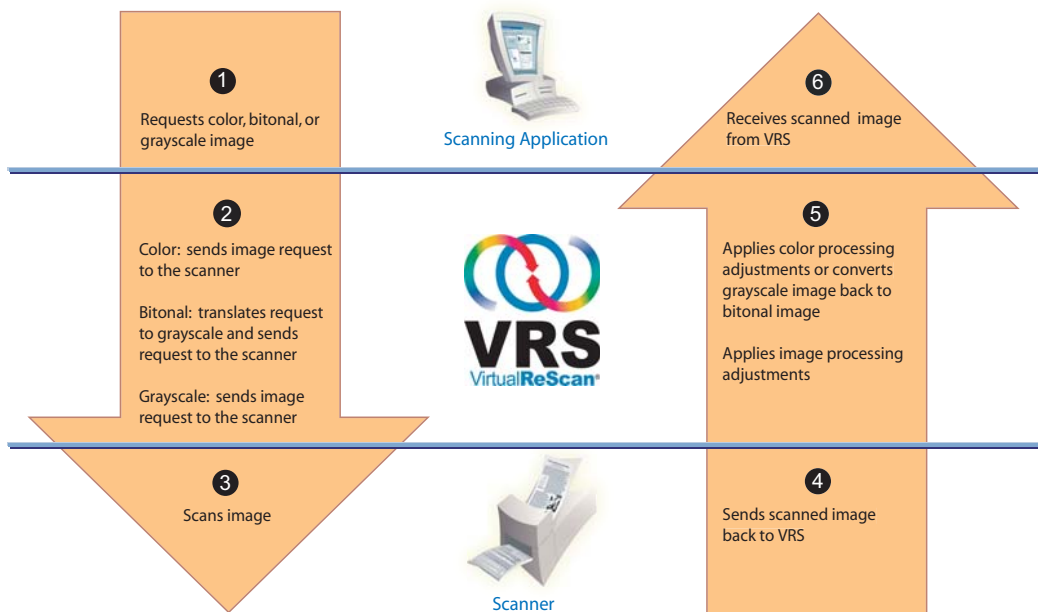 1
Requests color, bitonal, or
grayscale image
Scanning Application
6
Receives scanned image
from VRS
2
Color: sends image request
to the scanner
Bitonal: translates request
to grayscale and sends
request to the scanner
Grayscale: sends image
request to the scanner
VRS
VirtualReScan®
5
Applies color processing
adjustments or converts
grayscale image back to
bitonal image
Applies image processing
adjustments
3
Scans image
Scanner
4
Sends scanned image
back to VRS